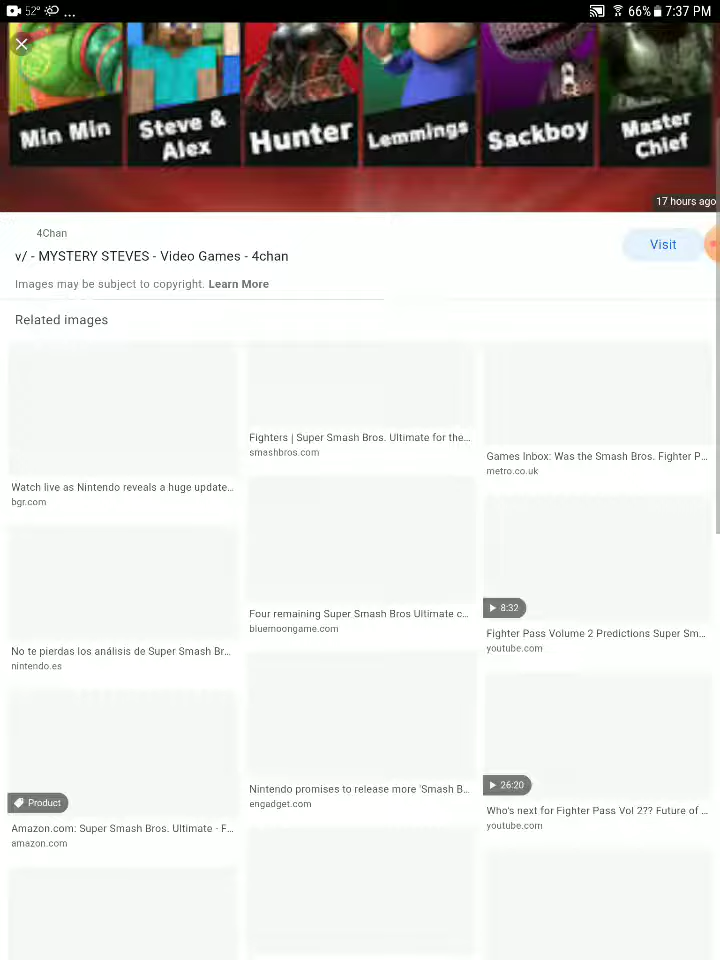 52°
...
66%
7:37 PM
Min Min
Steve &
Alex
Hunter
Lemmings
Sackboy
Master
Chief
17 hours ago
4Chan
v/ - MYSTERY STEVES - Video Games - 4chan
Visit
Images may be subject to copyright. Learn More
Related images
Fighters | Super Smash Bros. Ultimate for the...
smashbros.com
Games Inbox: Was the Smash Bros. Fighter P...
metro.co.uk
Watch live as Nintendo reveals a huge update...
bgr.com
8:32
Four remaining Super Smash Bros Ultimate c...
bluemoongame.com
Fighter Pass Volume 2 Predictions Super Sm...
youtube.com
No te pierdas los análisis de Super Smash Br...
nintendo.es
26:20
Nintendo promises to release more 'Smash B...
engadget.com
Product
Who's next for Fighter Pass Vol 2?? Future of ...
youtube.com
Amazon.com: Super Smash Bros. Ultimate - F...
amazon.com